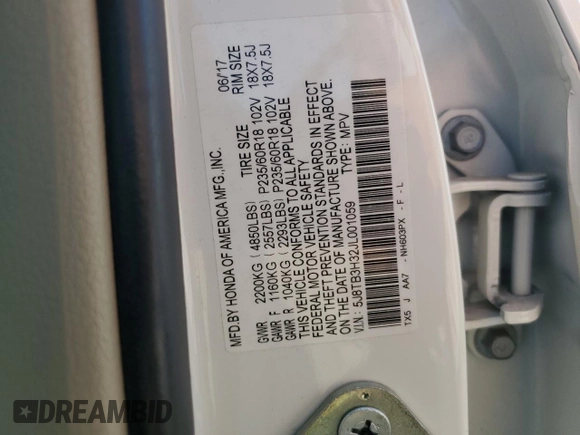 MFD.BY HONDA OF AMERICA MFG.,INC. 06/17
TIRE SIZE RIM SIZE
GVWR 2200KG (4850LBS)
GAWR F 1160KG (2557LBS) P235/60R18 102V 18X7.5J
GAWR R 1040KG (2293LBS) P235/60R18 102V 18X7.5J
THIS VEHICLE CONFORMS TO ALL APPLICABLE
FEDERAL MOTOR VEHICLE SAFETY
AND THEFT PREVENTION STANDARDS IN EFFECT
ON THE DATE OF MANUFACTURE SHOWN ABOVE.
V.I.N.: 5J8TB3H32JL001059 TYPE: MPV
TX5 J AA7 - NH603PX - F - L
DREAMBID